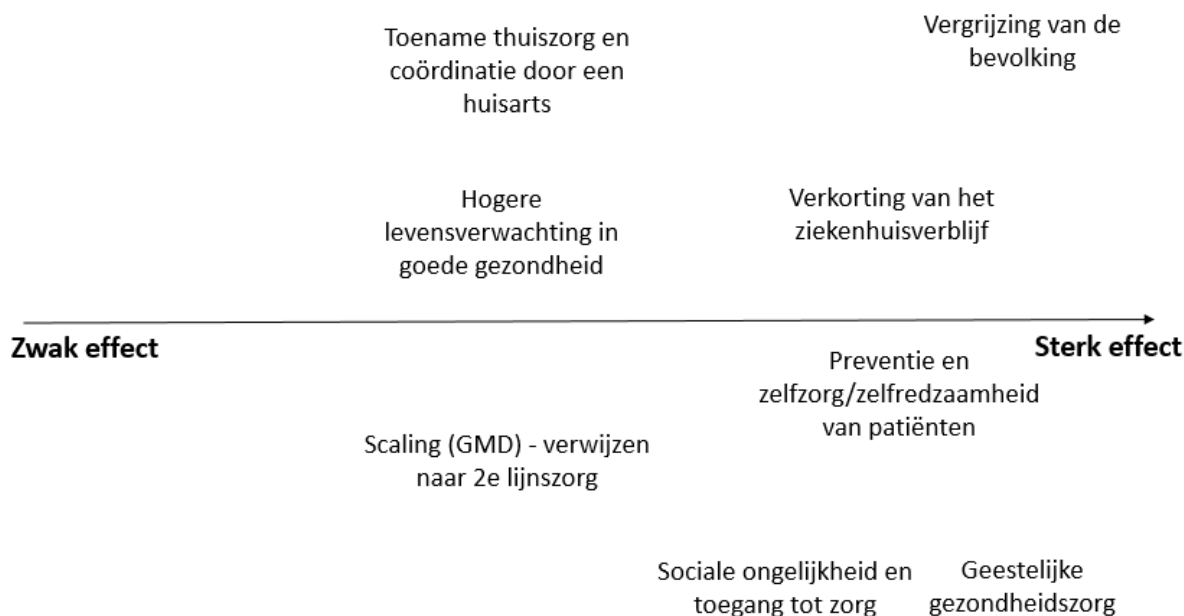 Toename thuiszorg en
coördinatie door een
huisarts
Vergrijzing van de
bevolking
Hogere
levensverwachting in
goede gezondheid
Verkorting van het
ziekenhuisverblijf
Zwak effect
Sterk effect
Preventie en
zelfzorg/zelfredzaamheid
van patiënten
Scaling (GMD) - verwijzen
naar 2e lijnszorg
Sociale ongelijkheid en
toegang tot zorg
Geestelijke
gezondheidszorg